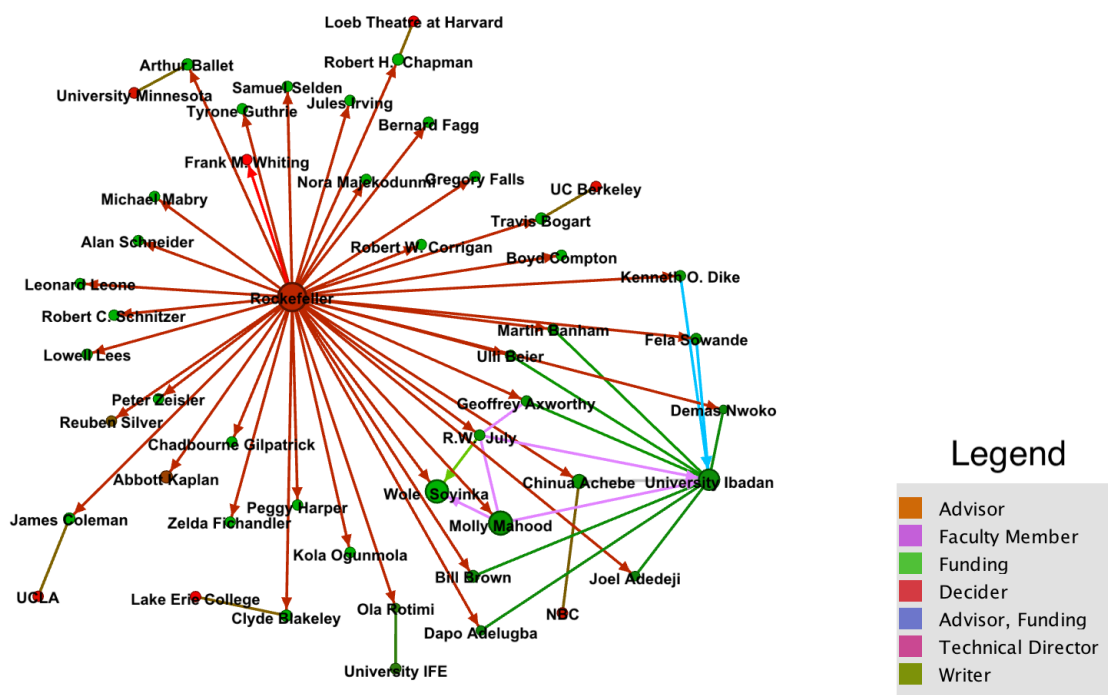 Loeb Theatre at Harvard
Robert H. Chapman
Arthur Ballet
University Minnesota
Samuel Selden
Jules Irving
Tyrone Guthrie
Bernard Fagg
Frank M. Whiting
Nora Majekodunmi
Gregory Falls
UC Berkeley
Michael Mabry
Travis Bogart
Alan Schneider
Robert W. Corrigan
Boyd Compton
Kenneth O. Dike
Leonard Leone
Rockefeller
Robert C. Schnitzer
Martin Banham
Fela Sowande
Lowell Lees
Ulli Beier
Peter Zeisler
Geoffrey Axworthy
Demas Nwoko
Reuben Silver
Chadbourne Gilpatrick
R.W. July
Abbott Kaplan
Chinua Achebe
University Ibadan
Wole Soyinka
Peggy Harper
James Coleman
Zelda Fichandler
Molly Mahood
Kola Ogunmola
Bill Brown
Joel Adedeji
UCLA
Lake Erie College
Clyde Blakeley
Ola Rotimi
NBC
Dapo Adelugba
University IFE
Legend
Advisor
Faculty Member
Funding
Decider
Advisor, Funding
Technical Director
Writer